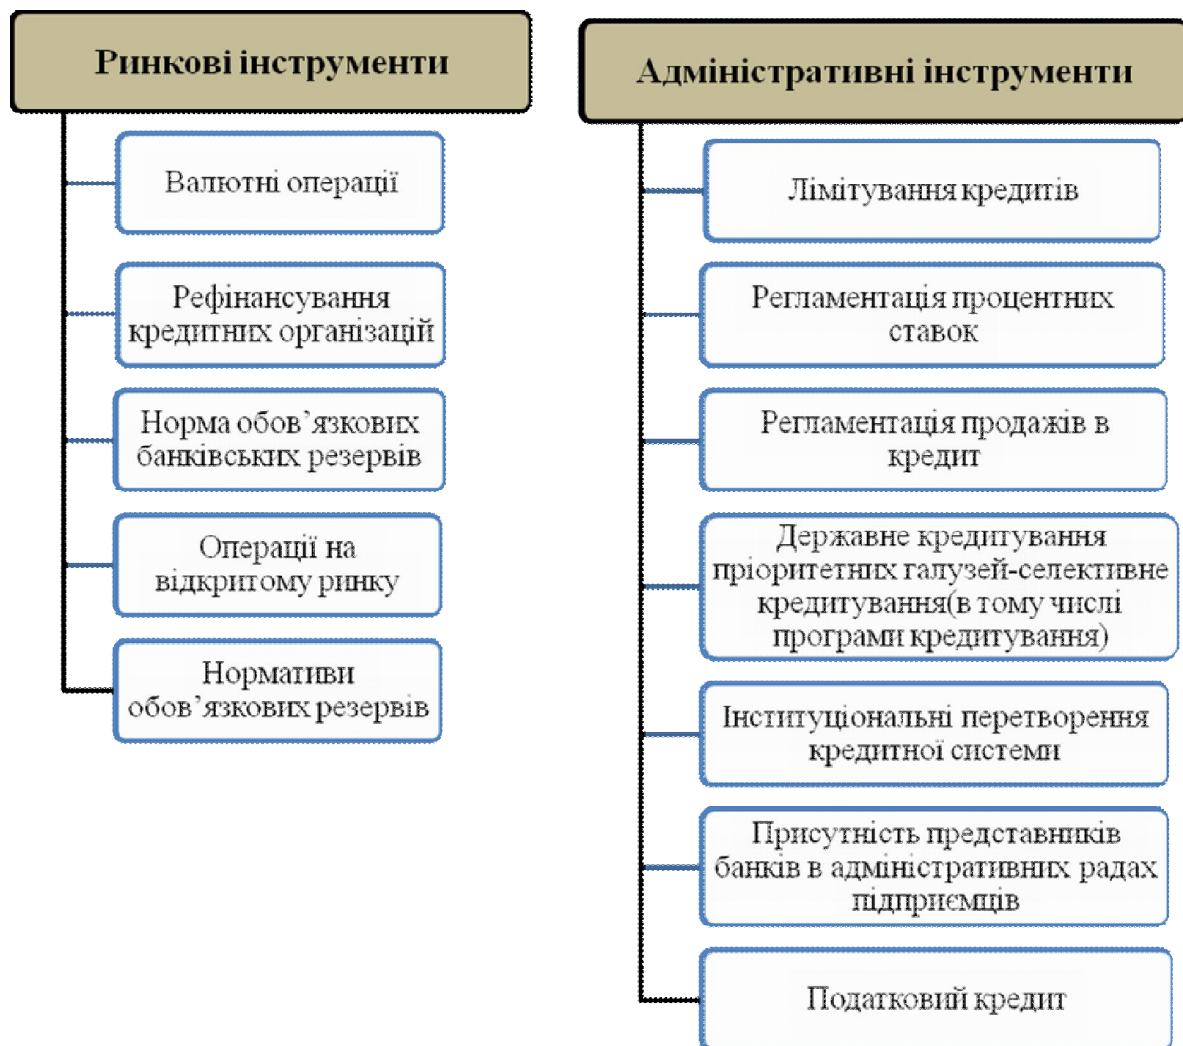 Ринкові інструменти
Валютні операції
Рефінансування
кредитних організацій
Норма обов’язкових
банківських резервів
Операції на
відкритому ринку
Нормативи
обов’язкових резервів
Адміністративні інструменти
Лімітування кредитів
Регламентація процентних
ставок
Регламентація продажів в
кредит
Державне кредитування
пріоритетних галузей-селективне
кредитування(в тому числі
програми кредитування)
Інституціональні перетворення
кредитної системи
Присутність представників
банків в адміністративних радах
підприємців
Податковий кредит